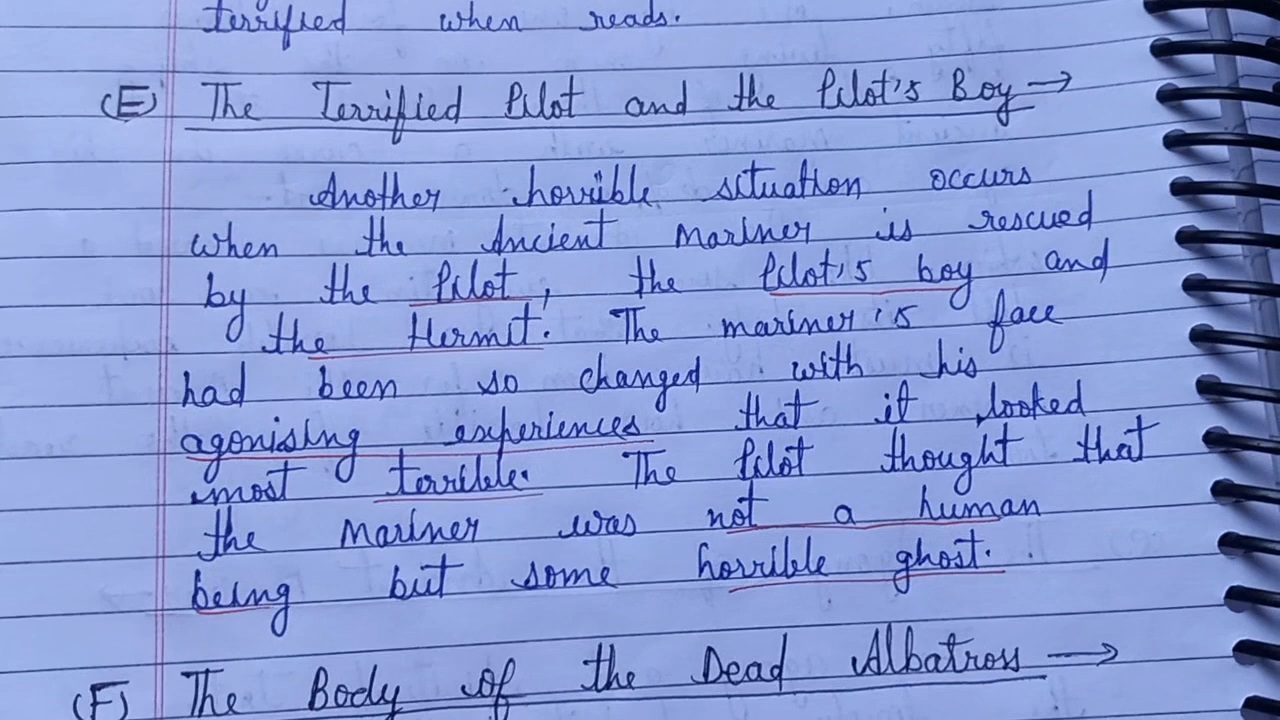 terrified when reads.
(E) The Terrified Pilot and the Pilot's Boy →
Another horrible situation occurs
when the Ancient Mariner is rescued
by the Pilot, the Pilot's boy and
the Hermit. The mariner's face
had been so changed with his
agonising experiences that it looked
most terrible. The Pilot thought that
the Mariner was not a human
being but some horrible ghost.
(F) The Body of the Dead Albatross →